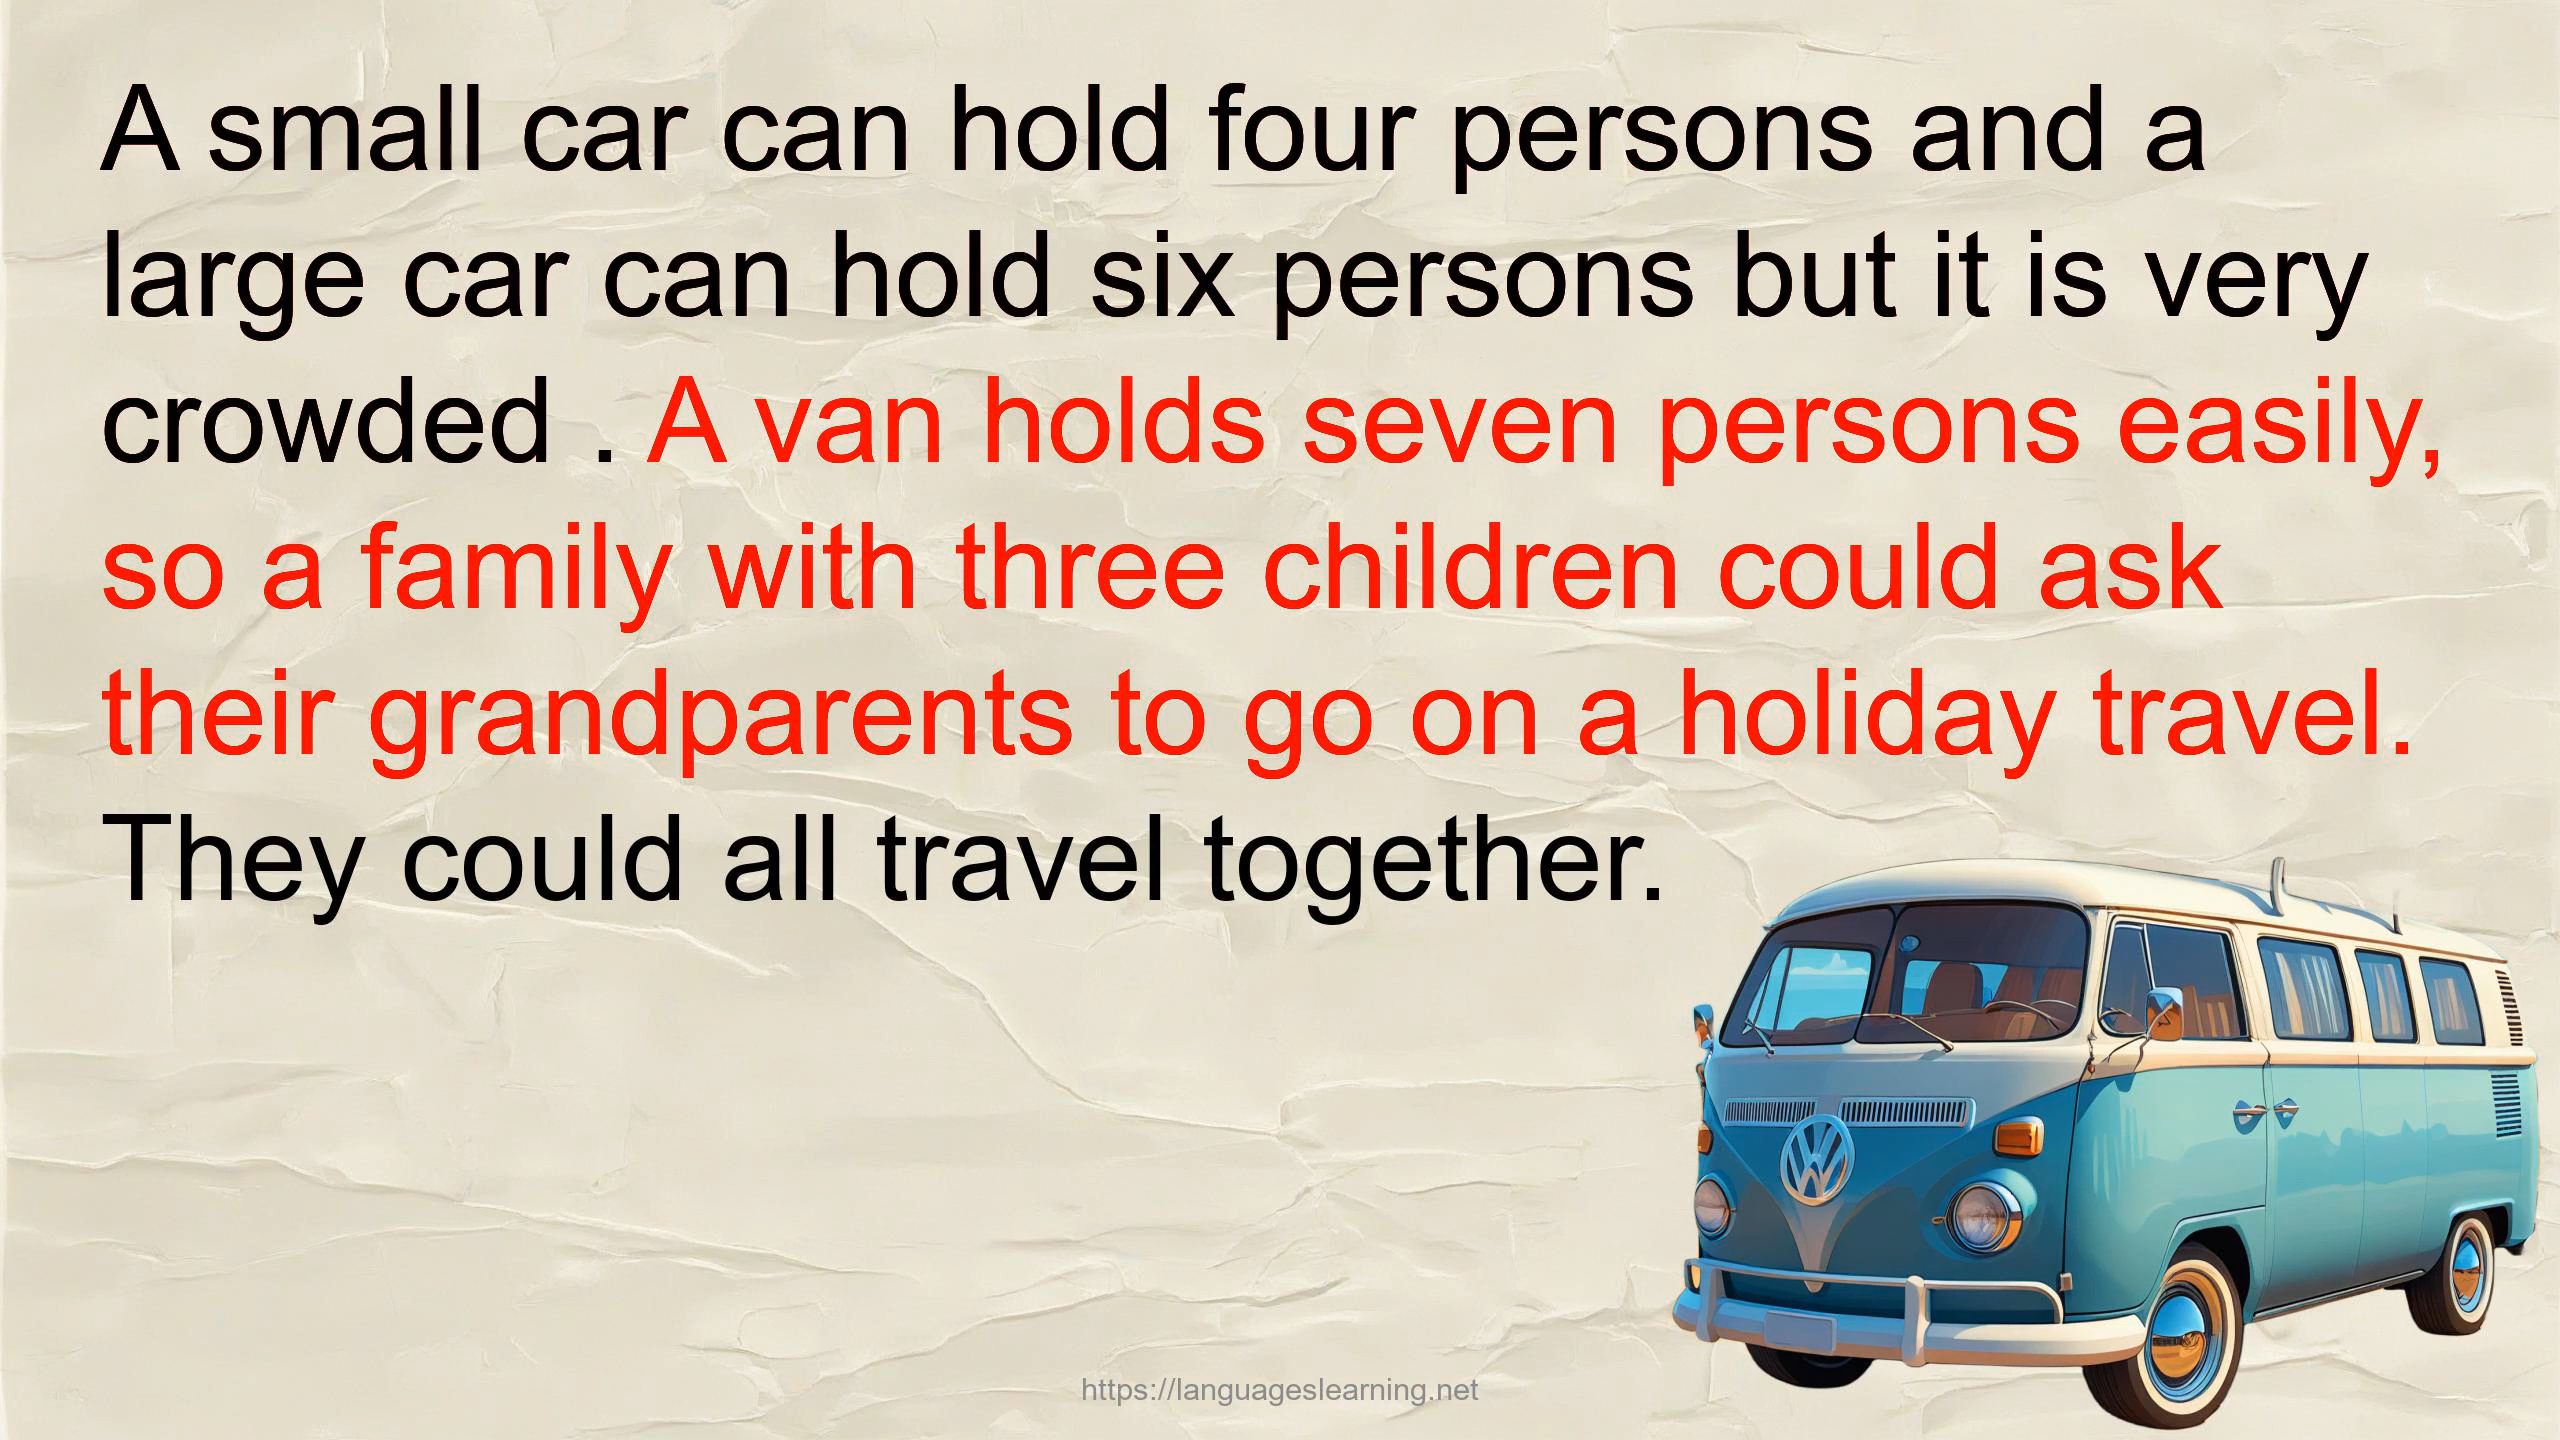 A small car can hold four persons and a
large car can hold six persons but it is very
crowded . A van holds seven persons easily,
so a family with three children could ask
their grandparents to go on a holiday travel.
They could all travel together.
https://languageslearning.net